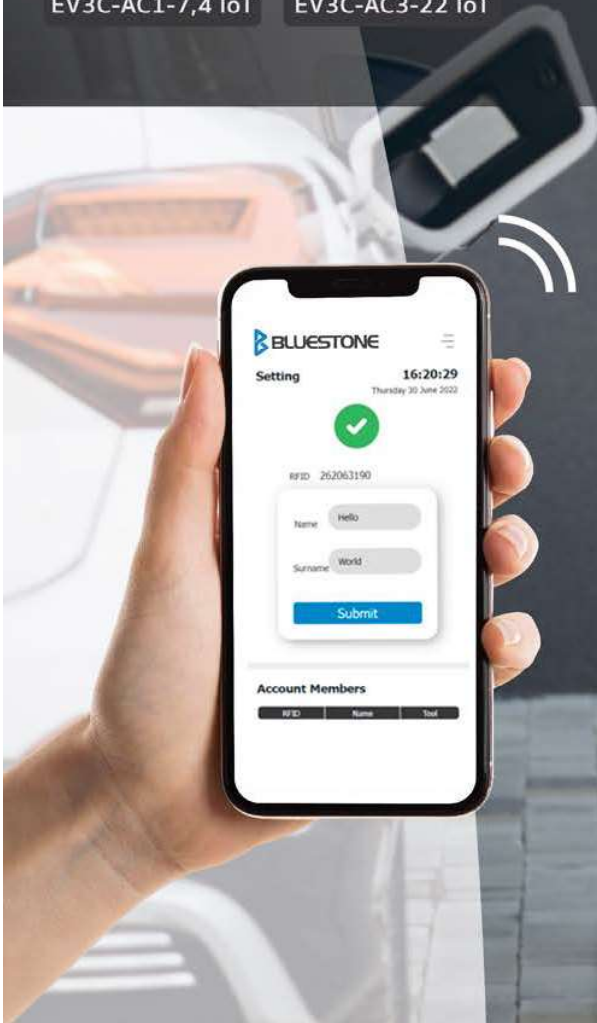 EV3C-AC1-7,4 IoT EV3C-AC3-22 IoT
BLUESTONE
Setting 16:20:29
Thursday 30 June 2022
RFID 262063190
Name Hello
Surname World
Submit
Account Members
RFID Name Tool